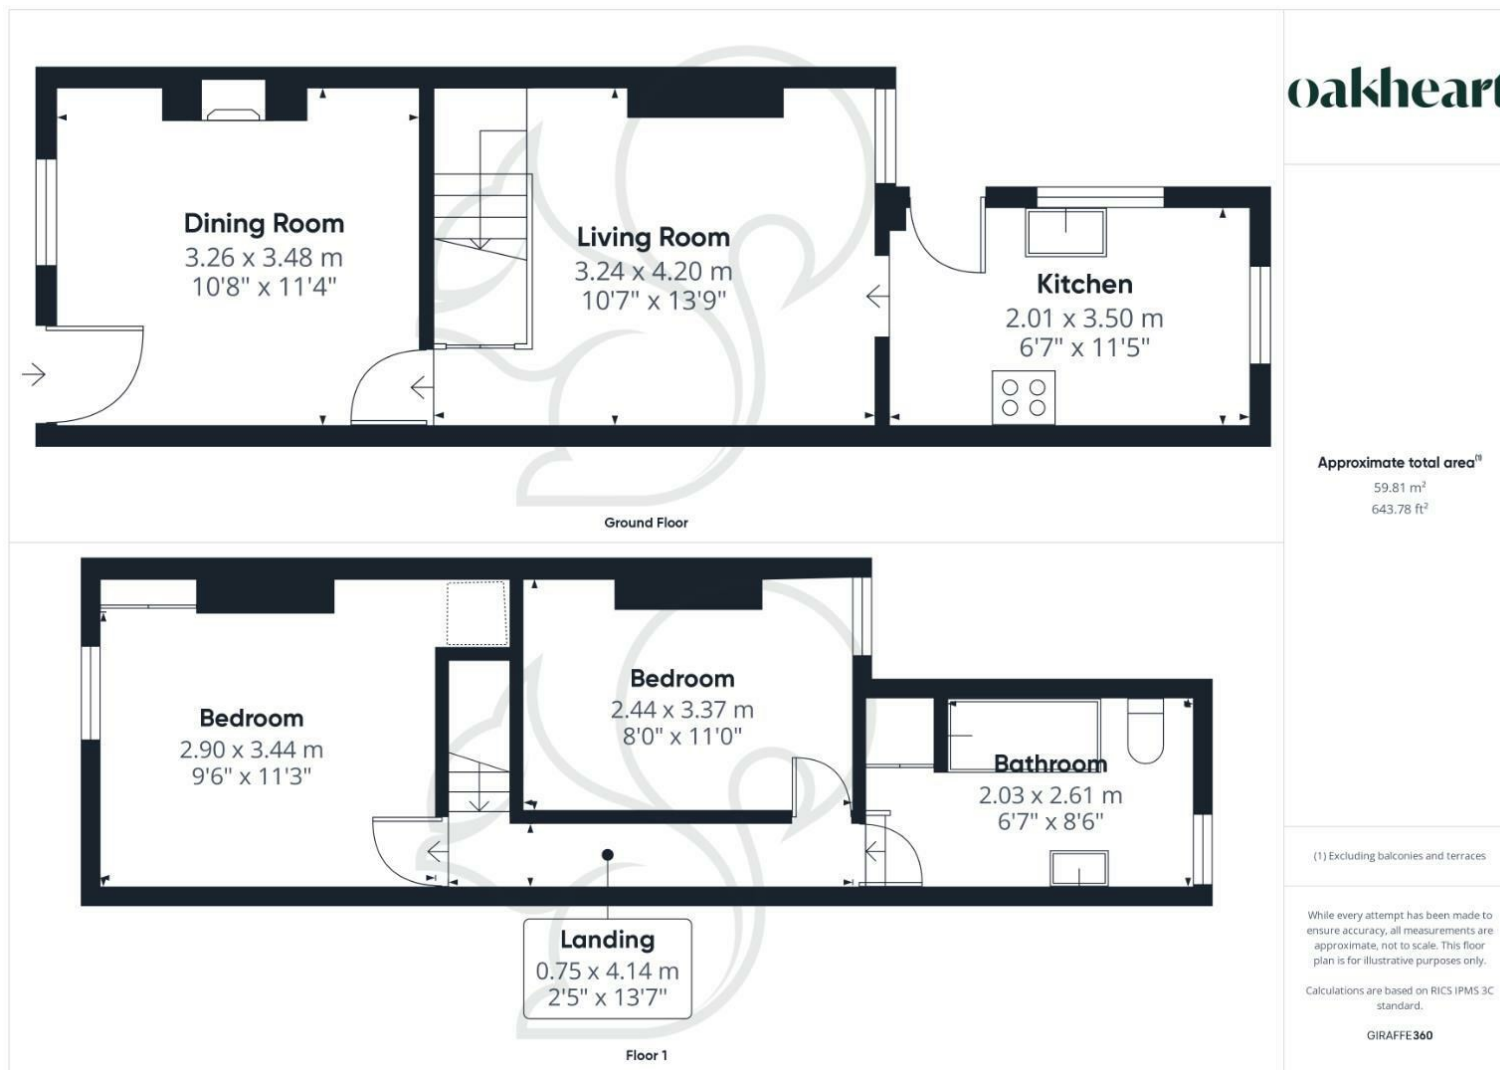 Dining Room
3.26 x 3.48 m
10'8" x 11'4"
Living Room
3.24 x 4.20 m
10'7" x 13'9"
Kitchen
2.01 x 3.50 m
6'7" x 11'5"
Ground Floor
Bedroom
2.90 x 3.44 m
9'6" x 11'3"
Bedroom
2.44 x 3.37 m
8'0" x 11'0"
Bathroom
2.03 x 2.61 m
6'7" x 8'6"
Landing
0.75 x 4.14 m
2'5" x 13'7"
Floor 1
oakheart
Approximate total area(1)
59.81 m²
643.78 ft²
(1) Excluding balconies and terraces
While every attempt has been made to
ensure accuracy, all measurements are
approximate, not to scale. This floor
plan is for illustrative purposes only.
Calculations are based on RICS IPMS 3C
standard.
GIRAFFE360